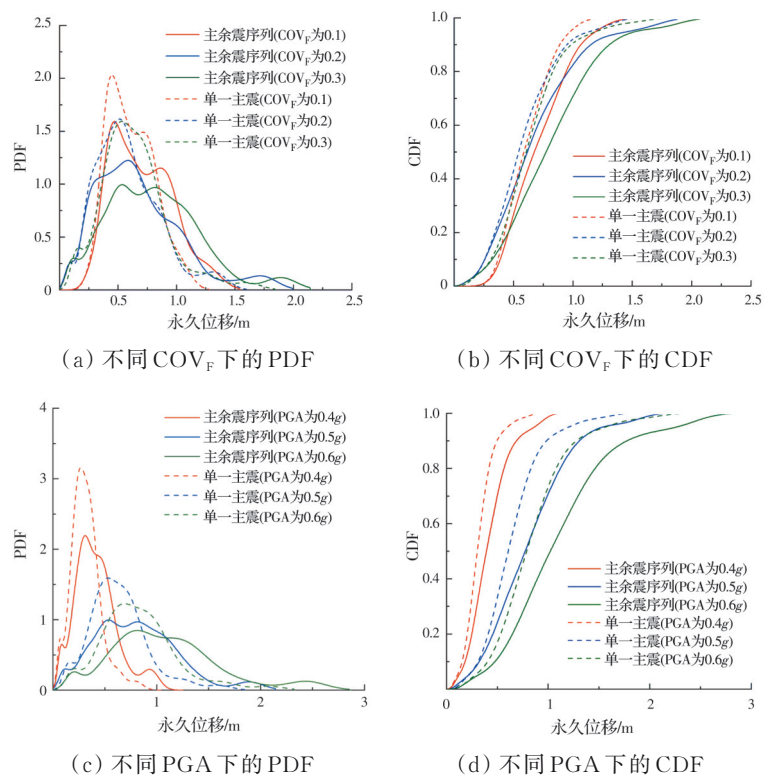 2.5
2.0
1.5
1.0
0.5
0
PDF
主余震序列(COV_F为0.1)
主余震序列(COV_F为0.2)
主余震序列(COV_F为0.3)
单一主震(COV_F为0.1)
单一主震(COV_F为0.2)
单一主震(COV_F为0.3)
0.5 1.0 1.5 2.0 2.5
永久位移/m
(a) 不同COV_F下的PDF
1.0
0.8
0.6
0.4
0.2
0
CDF
主余震序列(COV_F为0.1)
主余震序列(COV_F为0.2)
主余震序列(COV_F为0.3)
单一主震(COV_F为0.1)
单一主震(COV_F为0.2)
单一主震(COV_F为0.3)
0.5 1.0 1.5 2.0 2.5
永久位移/m
(b) 不同COV_F下的CDF
4
3
2
1
0
PDF
主余震序列(PGA为0.4g)
主余震序列(PGA为0.5g)
主余震序列(PGA为0.6g)
单一主震(PGA为0.4g)
单一主震(PGA为0.5g)
单一主震(PGA为0.6g)
1 2 3
永久位移/m
(c) 不同PGA下的PDF
1.0
0.8
0.6
0.4
0.2
CDF
主余震序列(PGA为0.4g)
主余震序列(PGA为0.5g)
主余震序列(PGA为0.6g)
单一主震(PGA为0.4g)
单一主震(PGA为0.5g)
单一主震(PGA为0.6g)
0 1 2 3
永久位移/m
(d) 不同PGA下的CDF